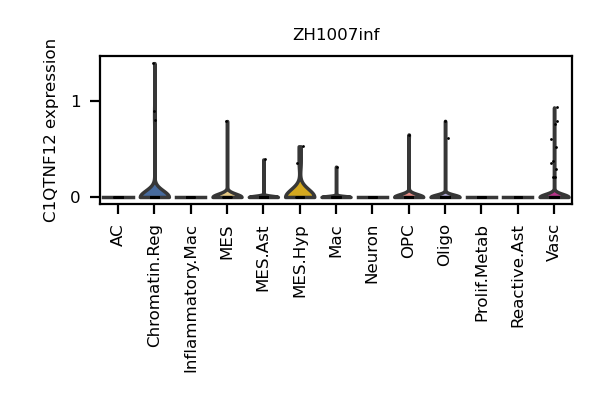 ZH1007inf
C1QTNF12 expression
1
0
AC
Chromatin.Reg
Inflammatory.Mac
MES
MES.Ast
MES.Hyp
Mac
Neuron
OPC
Oligo
Prolif.Metab
Reactive.Ast
Vasc